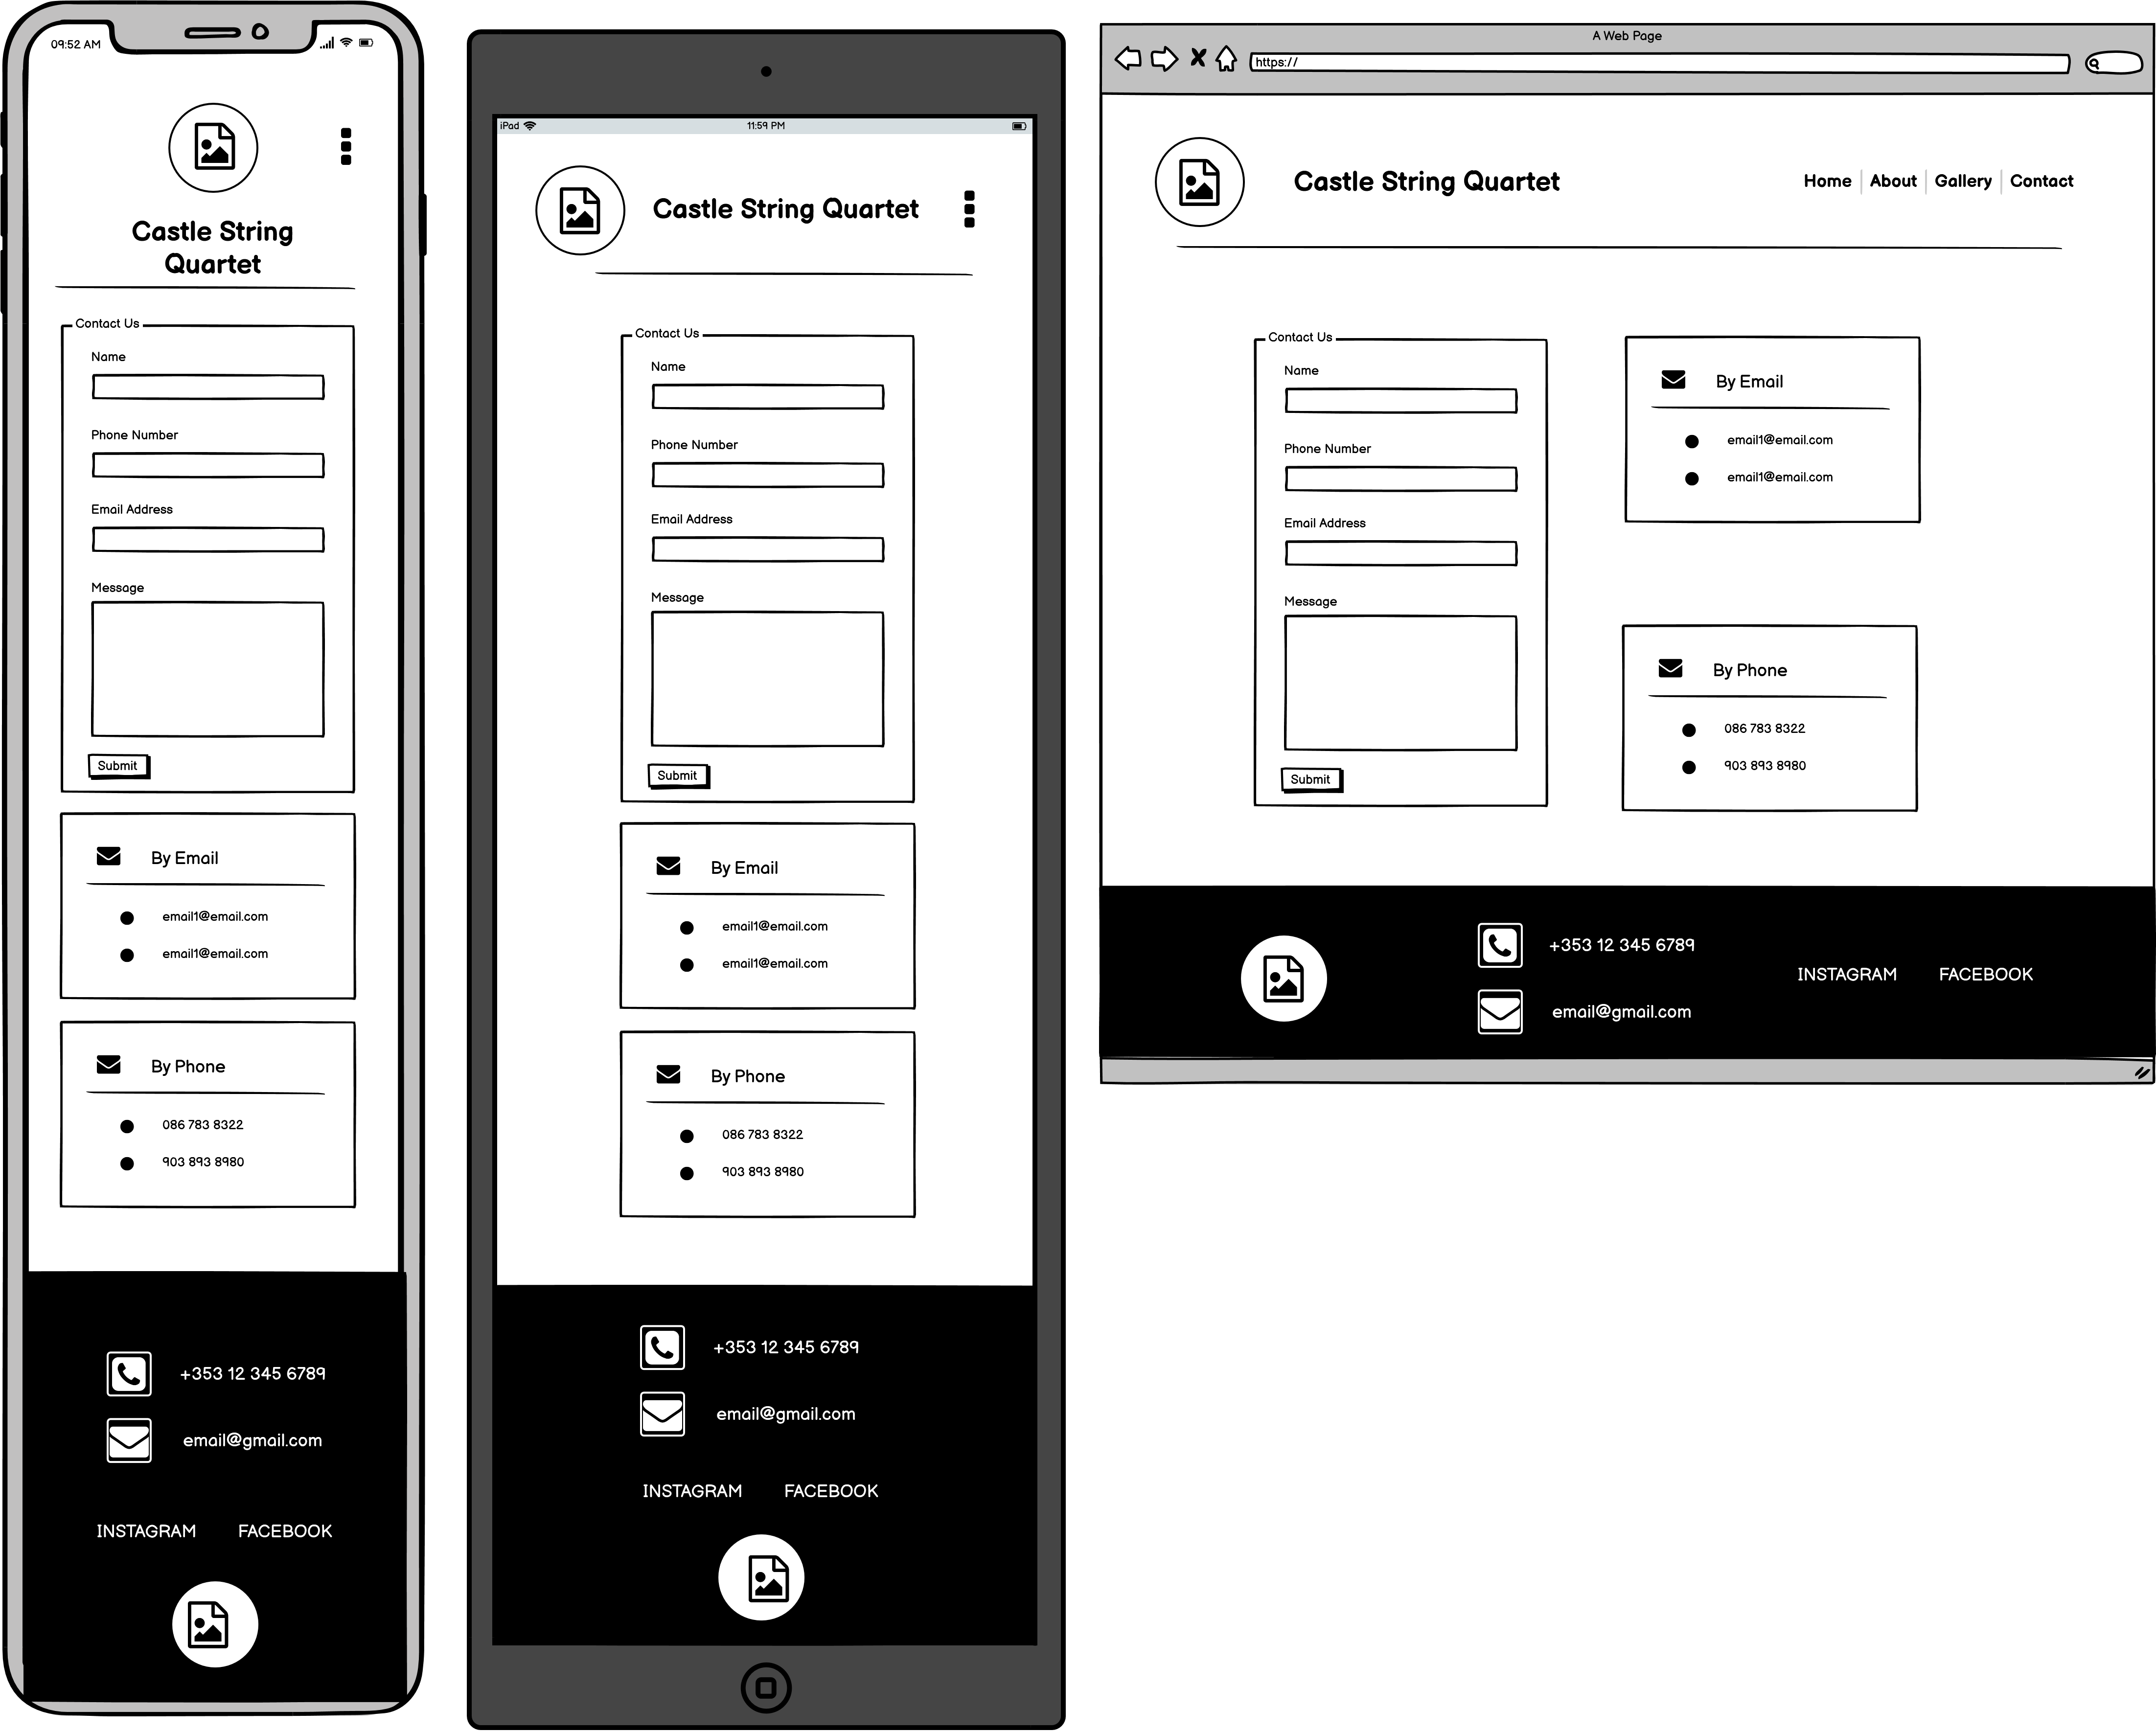 09:52 AM
Castle String
Quartet
Contact Us
Name
Phone Number
Email Address
Message
Submit
By Email
email1@email.com
email1@email.com
By Phone
086 783 8322
903 893 8980
+353 12 345 6789
email@gmail.com
INSTAGRAM FACEBOOK
iPad 11:59 PM
Castle String Quartet
Contact Us
Name
Phone Number
Email Address
Message
Submit
By Email
email1@email.com
email1@email.com
By Phone
086 783 8322
903 893 8980
+353 12 345 6789
email@gmail.com
INSTAGRAM FACEBOOK
A Web Page
https://
Castle String Quartet
Home About Gallery Contact
Contact Us
Name
Phone Number
Email Address
Message
Submit
By Email
email1@email.com
email1@email.com
By Phone
086 783 8322
903 893 8980
+353 12 345 6789
email@gmail.com
INSTAGRAM FACEBOOK